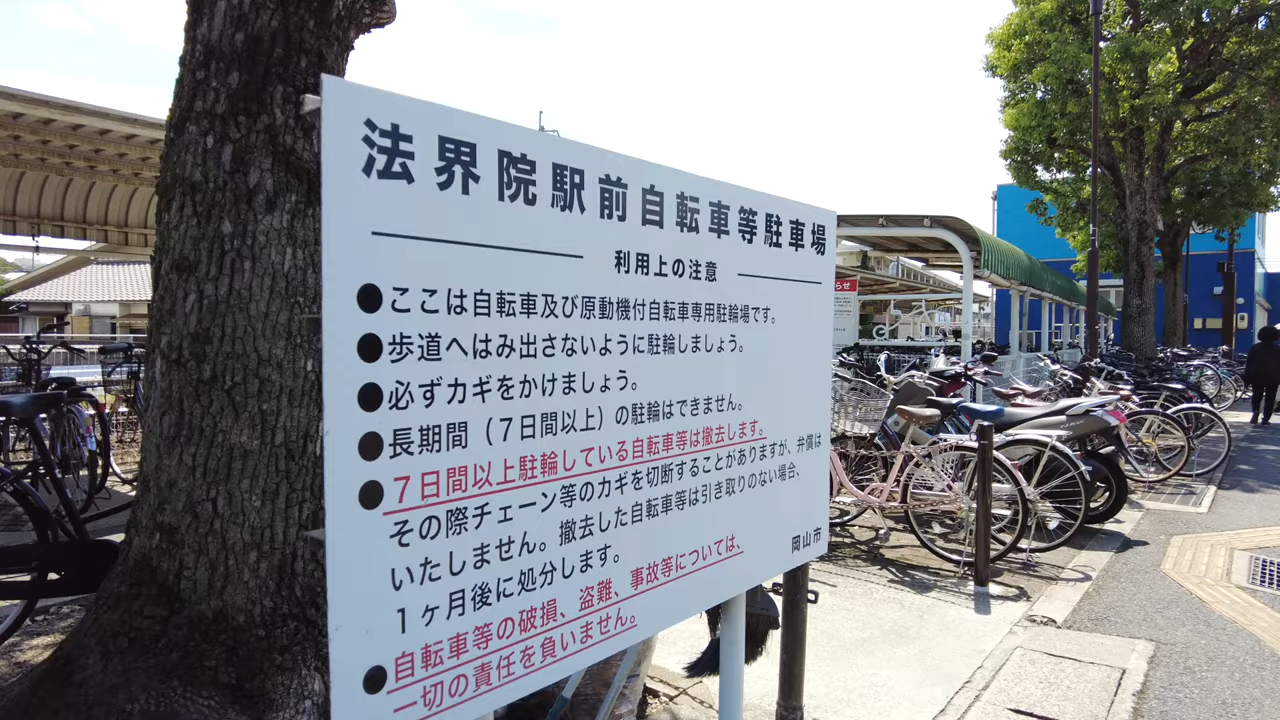 法界院駅前自転車等駐車場
利用上の注意
●ここは自転車及び原動機付自転車専用駐輪場です。
●歩道へはみ出さないように駐輪しましょう。
●必ずカギをかけましょう。
●長期間（７日間以上）の駐輪はできません。
●７日間以上駐輪している自転車等は撤去します。
その際チェーン等のカギを切断することがありますが、弁償は
いたしません。撤去した自転車等は引き取りのない場合、
１ヶ月後に処分します。
●自転車等の破損、盗難、事故等については、
一切の責任を負いません。
岡山市
らせ